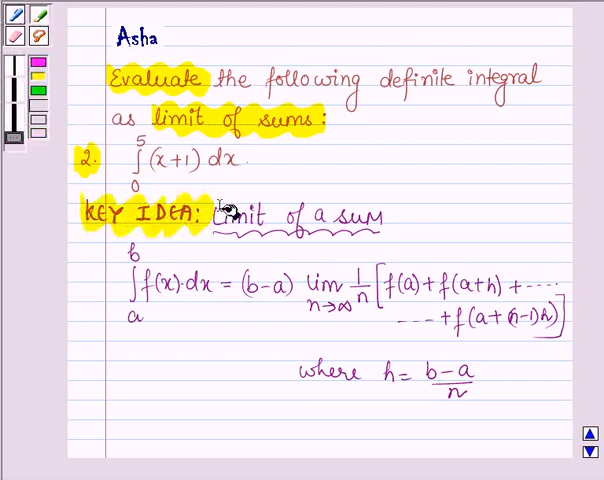 Asha
Evaluate the following definite integral
as limit of sums:
2. ∫₀⁵ (x+1) dx.
KEY IDEA: Limit of a sum
∫ₐᵇ f(x)·dx = (b-a) lim n→∞ 1/n [f(a) + f(a+h) + ....
.... + f(a+(n-1)h)]
where h = b-a/n